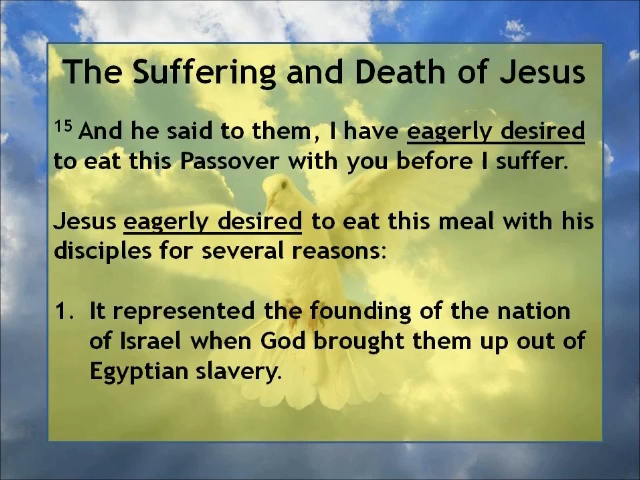 The Suffering and Death of Jesus
15 And he said to them, I have eagerly desired
to eat this Passover with you before I suffer.
Jesus eagerly desired to eat this meal with his
disciples for several reasons:
1. It represented the founding of the nation
of Israel when God brought them up out of
Egyptian slavery.